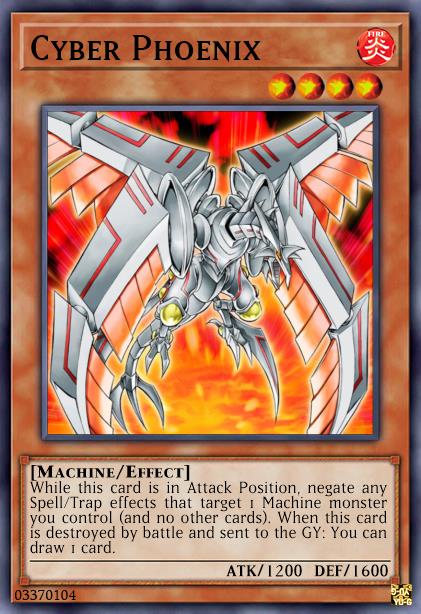 CYBER PHOENIX
FIRE
炎
[MACHINE/EFFECT]
While this card is in Attack Position, negate any
Spell/Trap effects that target 1 Machine monster
you control (and no other cards). When this card
is destroyed by battle and sent to the GY: You can
draw 1 card.
ATK/1200 DEF/1600
03370104